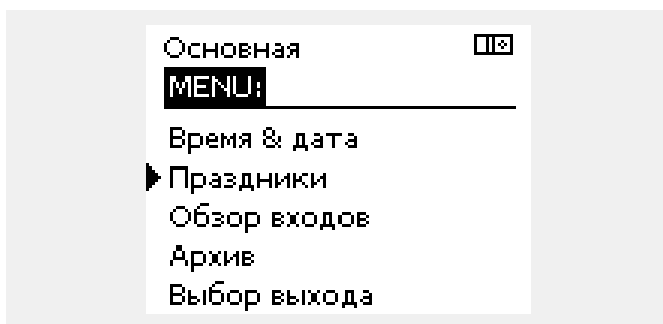 Основная
MENU:
Время & дата
Праздники
Обзор входов
Архив
Выбор выхода